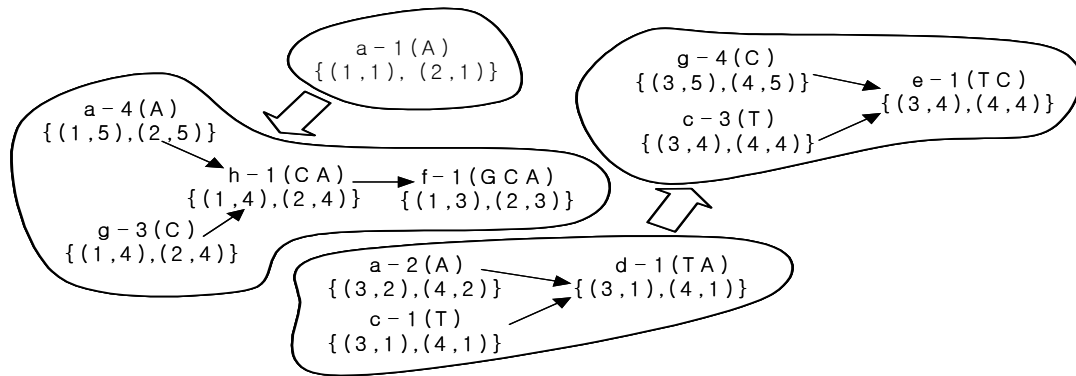 a-1(A)
{(1,1), (2,1)}
a-4(A)
{(1,5),(2,5)}
h-1(CA)
{(1,4),(2,4)}
f-1(GCA)
{(1,3),(2,3)}
g-3(C)
{(1,4),(2,4)}
g-4(C)
{(3,5),(4,5)}
e-1(TC)
{(3,4),(4,4)}
c-3(T)
{(3,4),(4,4)}
a-2(A)
{(3,2),(4,2)}
d-1(TA)
{(3,1),(4,1)}
c-1(T)
{(3,1),(4,1)}